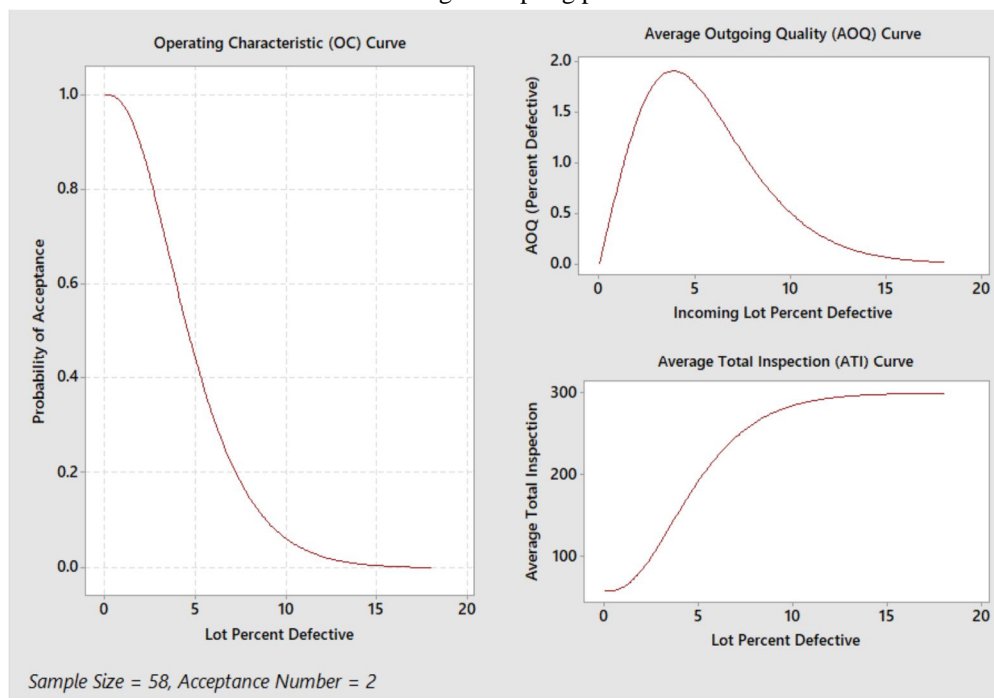 Operating Characteristic (OC) Curve
1.0
0.8
0.6
0.4
0.2
0.0
Probability of Acceptance
0 5 10 15 20
Lot Percent Defective
Average Outgoing Quality (AOQ) Curve
2.0
1.5
1.0
0.5
0.0
AOQ (Percent Defective)
0 5 10 15 20
Incoming Lot Percent Defective
Average Total Inspection (ATI) Curve
300
200
100
Average Total Inspection
0 5 10 15 20
Lot Percent Defective
Sample Size = 58, Acceptance Number = 2